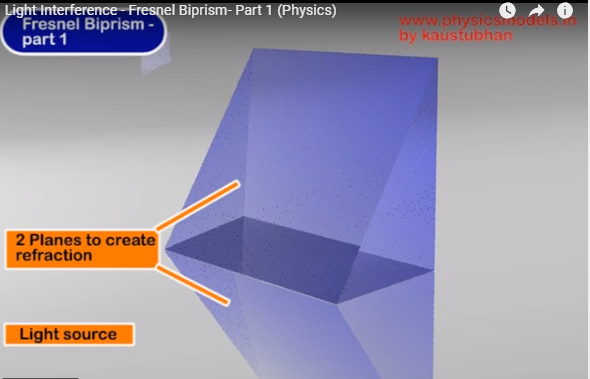 Light Interference - Fresnel Biprism- Part 1 (Physics)
Fresnel Biprism -
part 1
www.physicsmodels.in
by kaustubhan
2 Planes to create
refraction
Light source